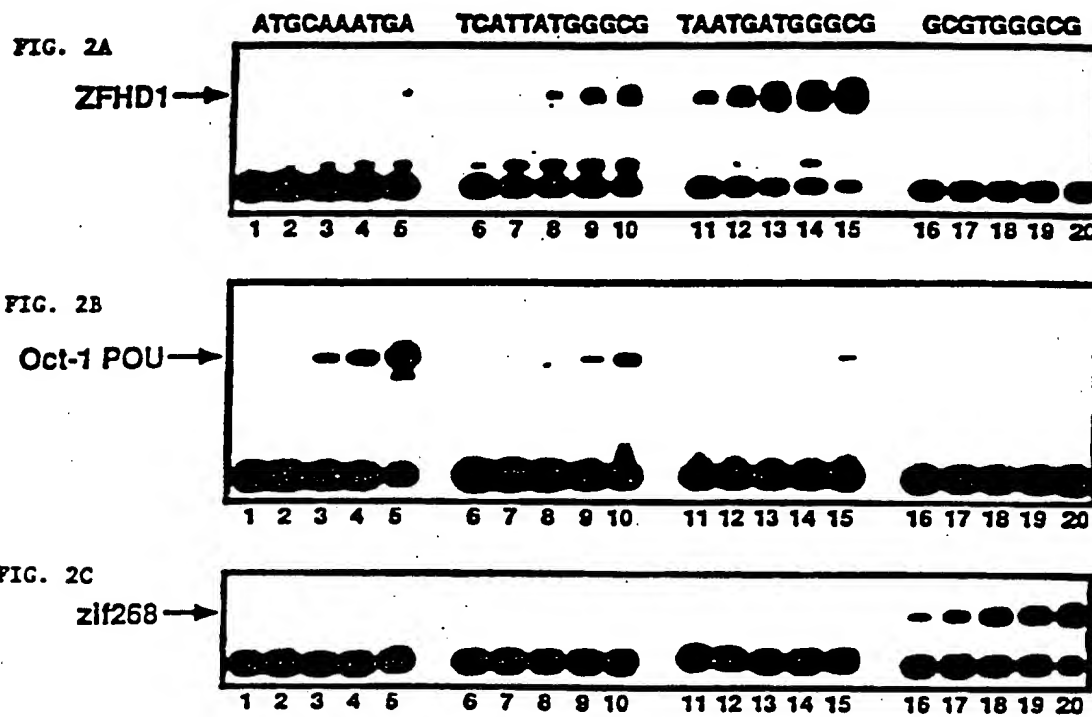 ATGCAAATGA TCATTATGGGCG TAATGATGGGCG GCGTGGGCG
FIG. 2A
ZFHD1
1 2 3 4 5 6 7 8 9 10 11 12 13 14 15 16 17 18 19 20
FIG. 2B
Oct-1 POU
1 2 3 4 5 6 7 8 9 10 11 12 13 14 15 16 17 18 19 20
FIG. 2C
zif268
1 2 3 4 5 6 7 8 9 10 11 12 13 14 15 16 17 18 19 20